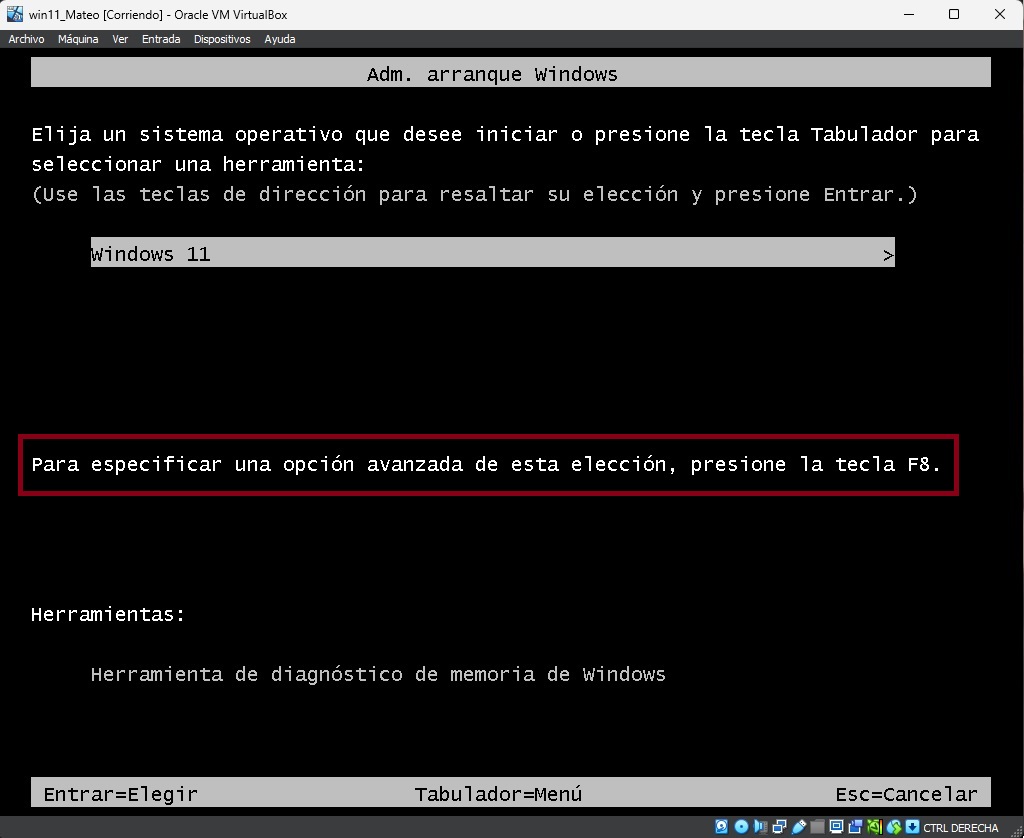 win11_Mateo [Corriendo] - Oracle VM VirtualBox
Archivo Máquina Ver Entrada Dispositivos Ayuda
Adm. arranque Windows
Elija un sistema operativo que desee iniciar o presione la tecla Tabulador para
seleccionar una herramienta:
(Use las teclas de dirección para resaltar su elección y presione Entrar.)
Windows 11 >
Para especificar una opción avanzada de esta elección, presione la tecla F8.
Herramientas:
Herramienta de diagnóstico de memoria de Windows
Entrar=Elegir Tabulador=Menú Esc=Cancelar
CTRL DERECHA